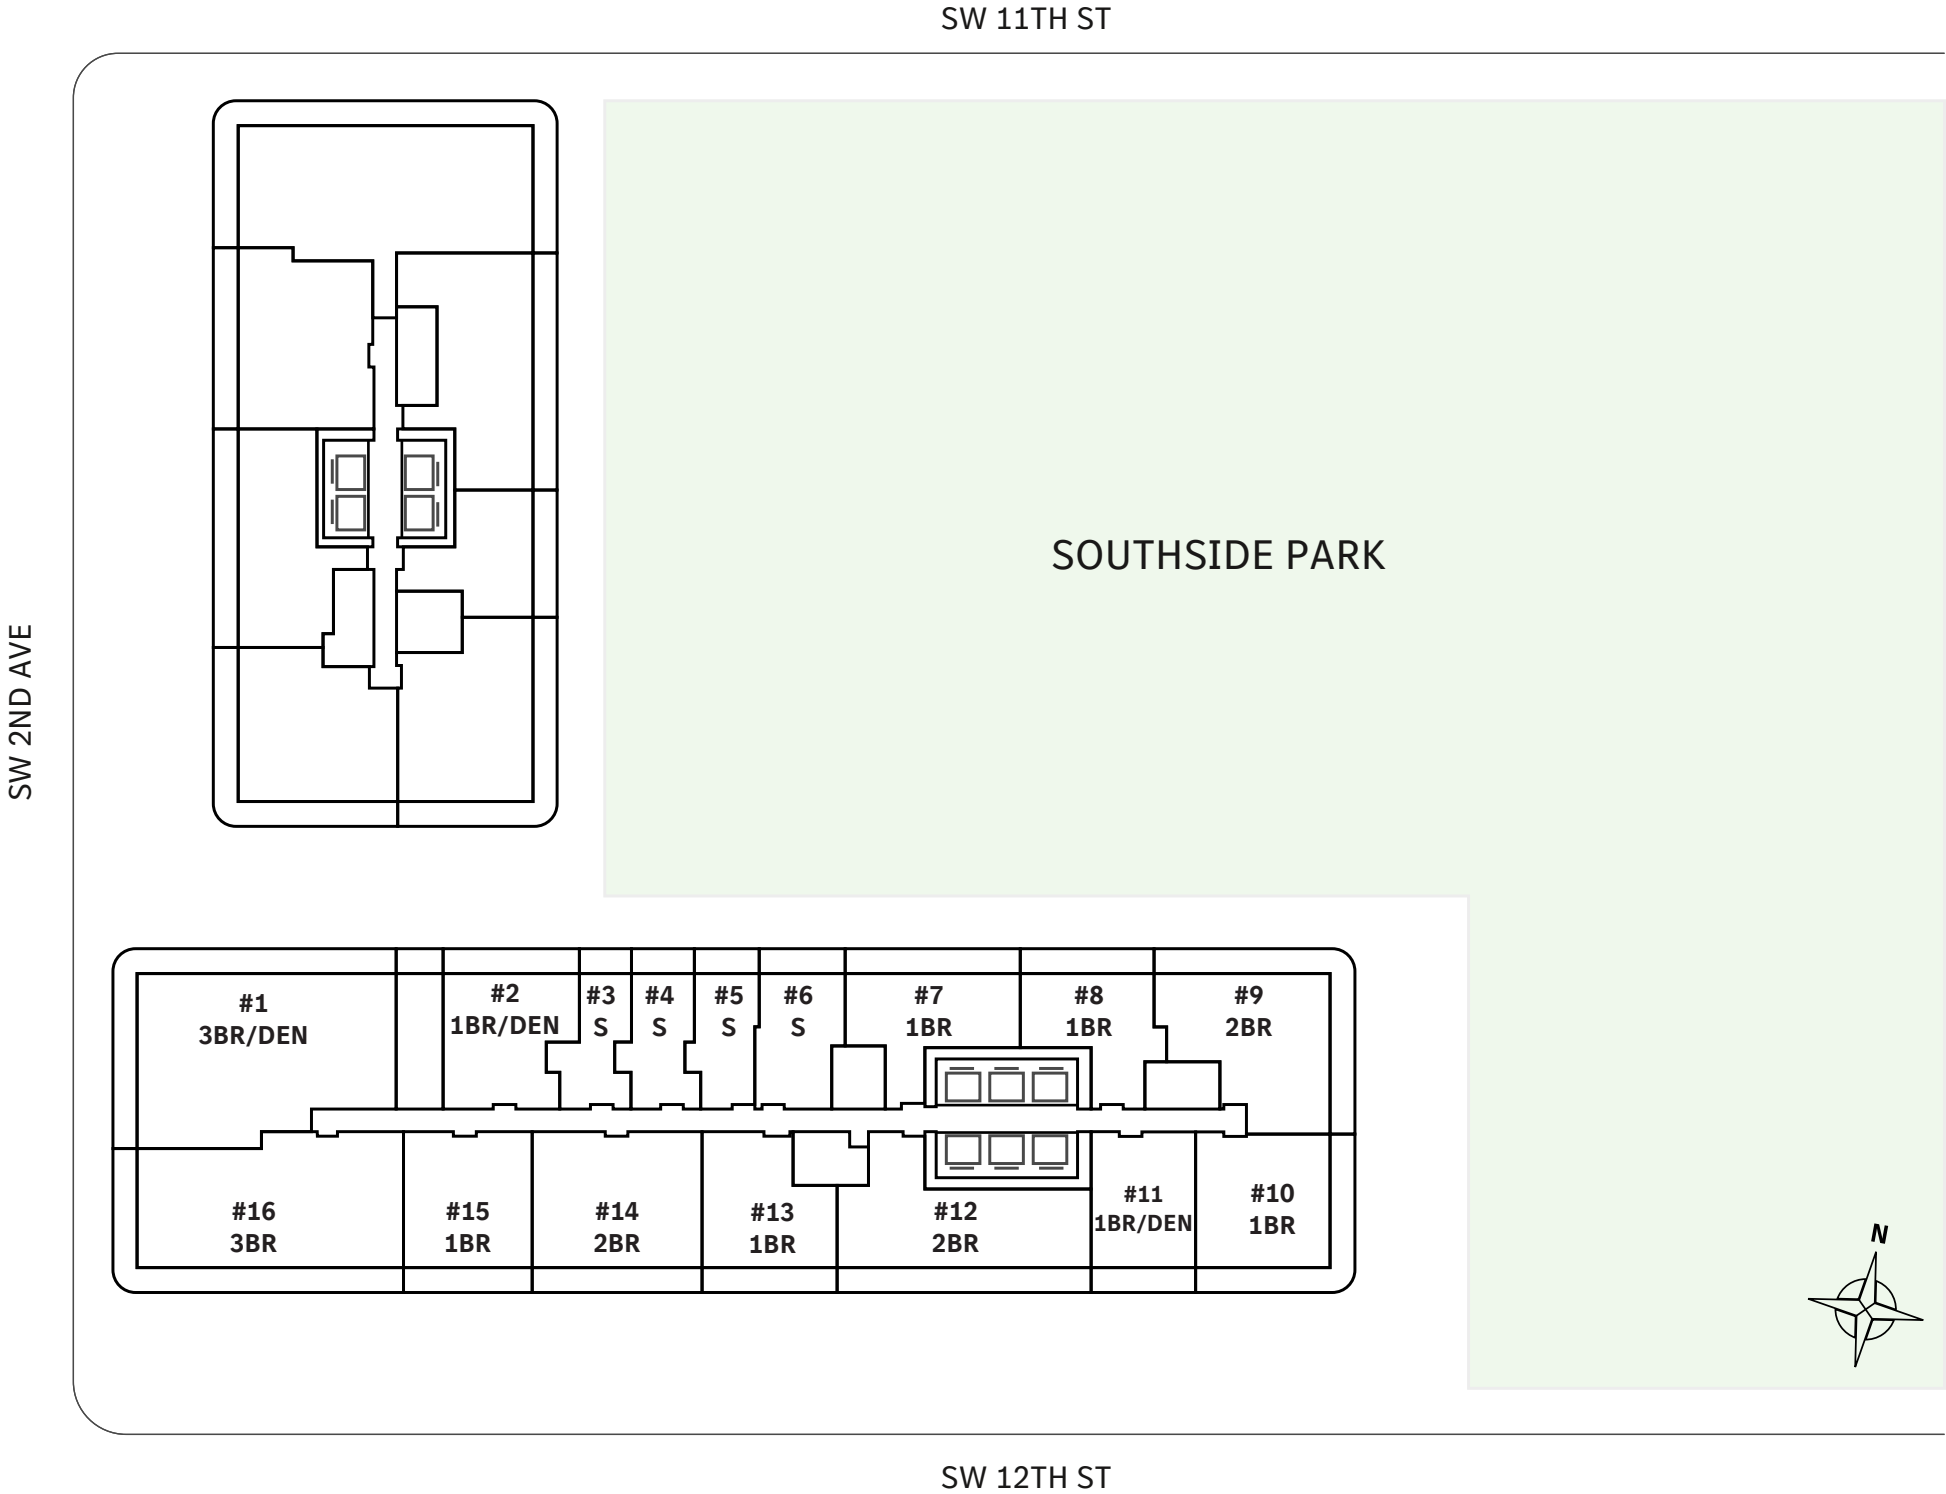 SW 11TH ST
SOUTHSIDE PARK
SW 2ND AVE
#1
3BR/DEN
#2
1BR/DEN
#3
S
#4
S
#5
S
#6
S
#7
1BR
#8
1BR
#9
2BR
#16
3BR
#15
1BR
#14
2BR
#13
1BR
#12
2BR
#11
1BR/DEN
#10
1BR
N
SW 12TH ST